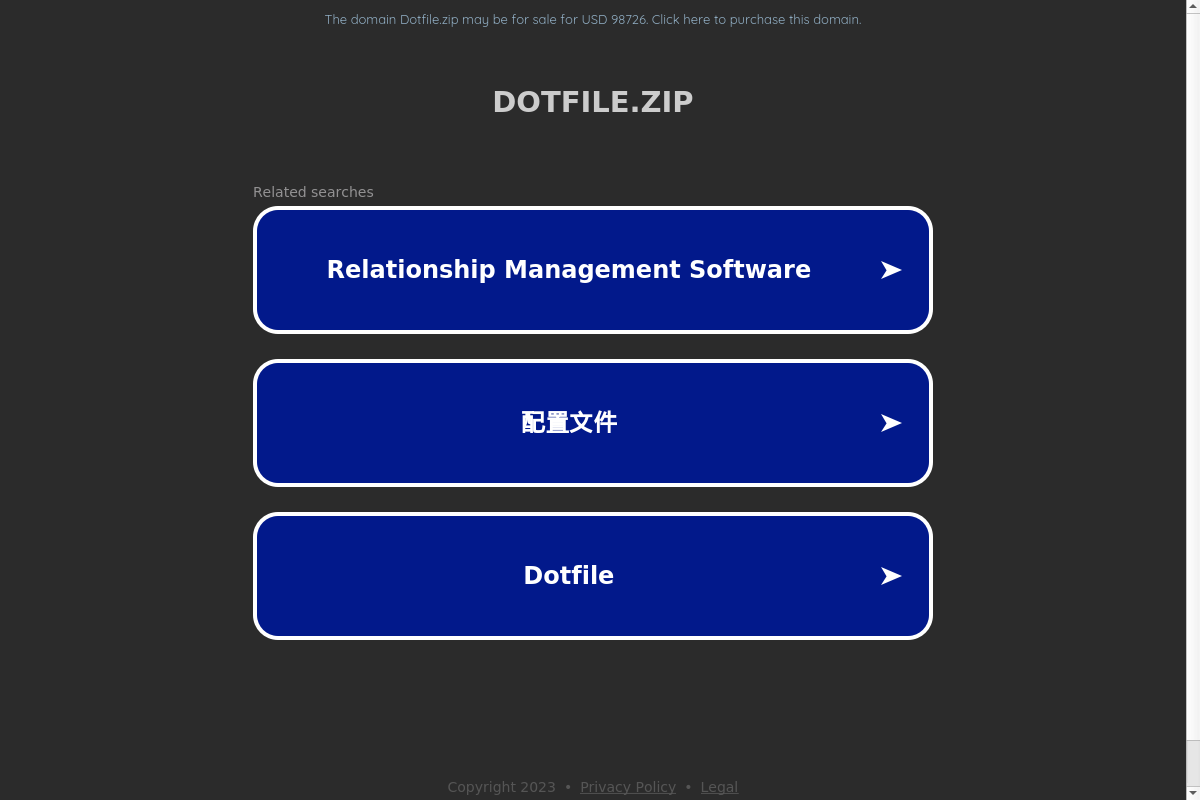 The domain Dotfile.zip may be for sale for USD 98726. Click here to purchase this domain.
DOTFILE.ZIP
Related searches
Relationship Management Software
配置文件
Dotfile
Copyright 2023 • Privacy Policy • Legal